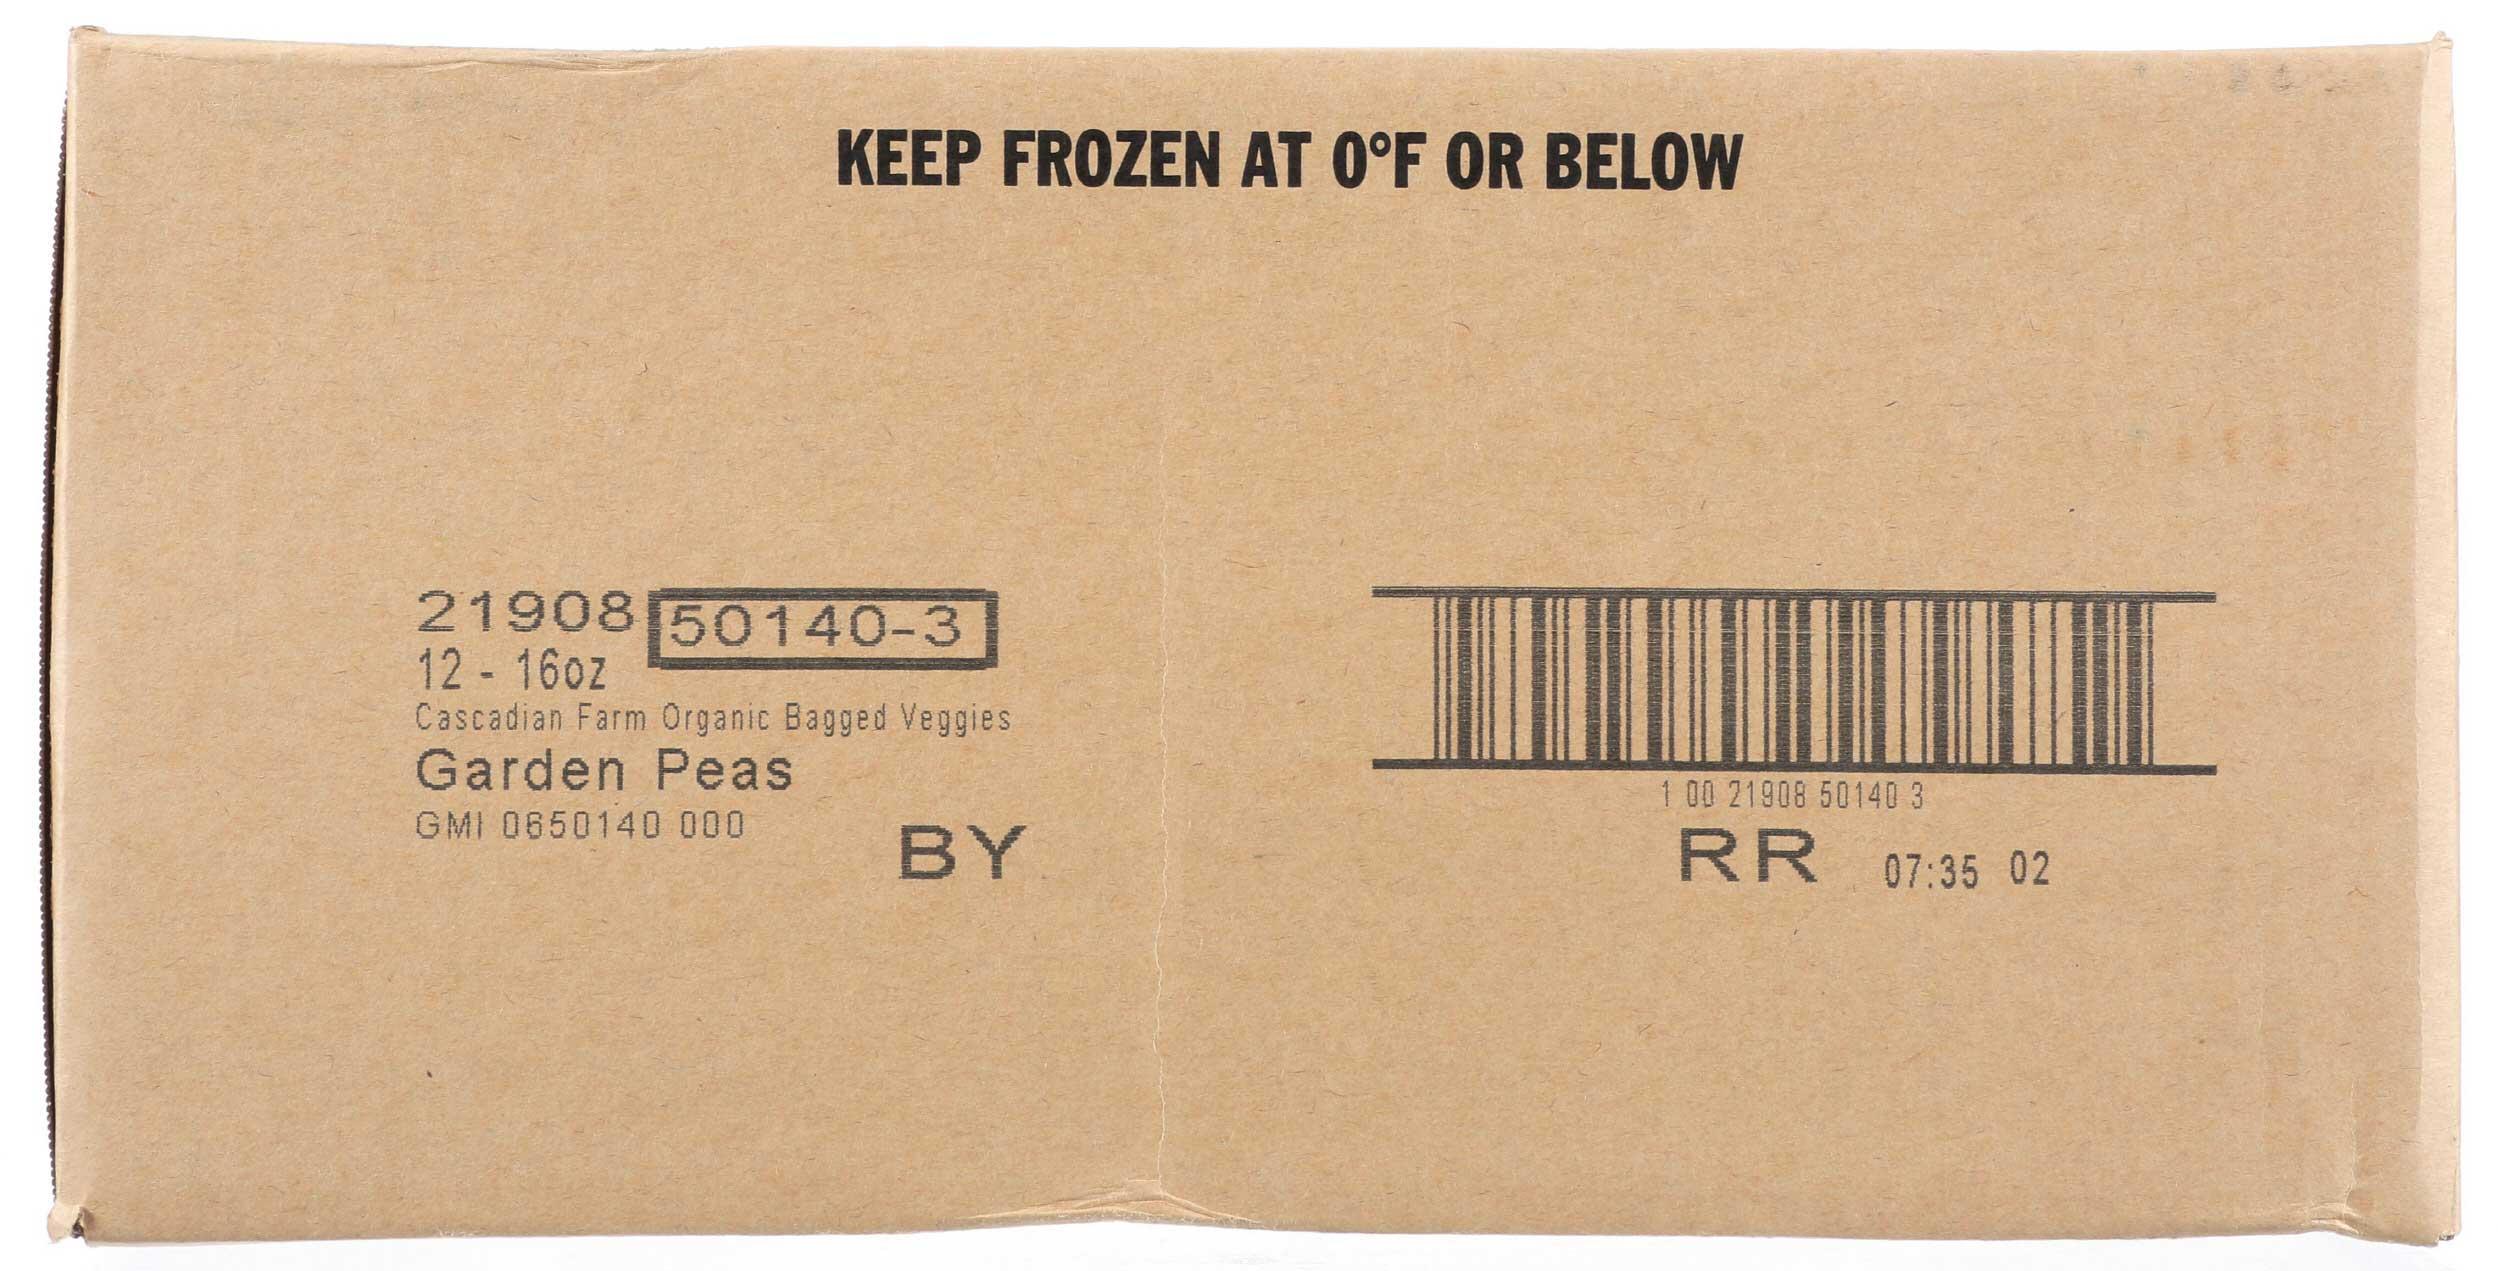 KEEP FROZEN AT 0°F OR BELOW
21908 50140-3
12 - 16oz
Cascadian Farm Organic Bagged Veggies
Garden Peas
GMI 0650140 000
BY
1 00 21908 50140 3
RR 07:35 02